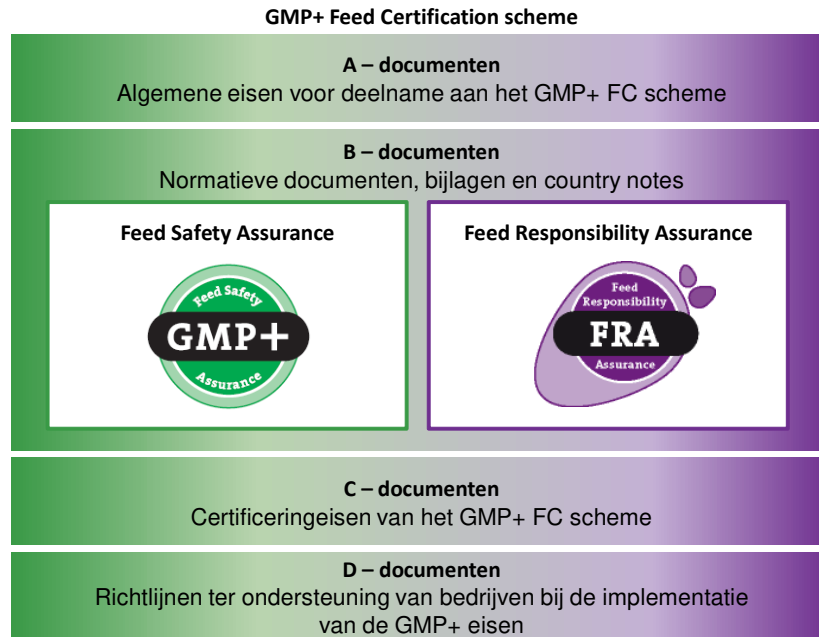 GMP+ Feed Certification scheme
A – documenten
Algemene eisen voor deelname aan het GMP+ FC scheme
B – documenten
Normatieve documenten, bijlagen en country notes
Feed Safety Assurance
Feed Safety
GMP+
Assurance
Feed Responsibility Assurance
Feed
Responsibility
FRA
Assurance
C – documenten
Certificeringeisen van het GMP+ FC scheme
D – documenten
Richtlijnen ter ondersteuning van bedrijven bij de implementatie
van de GMP+ eisen